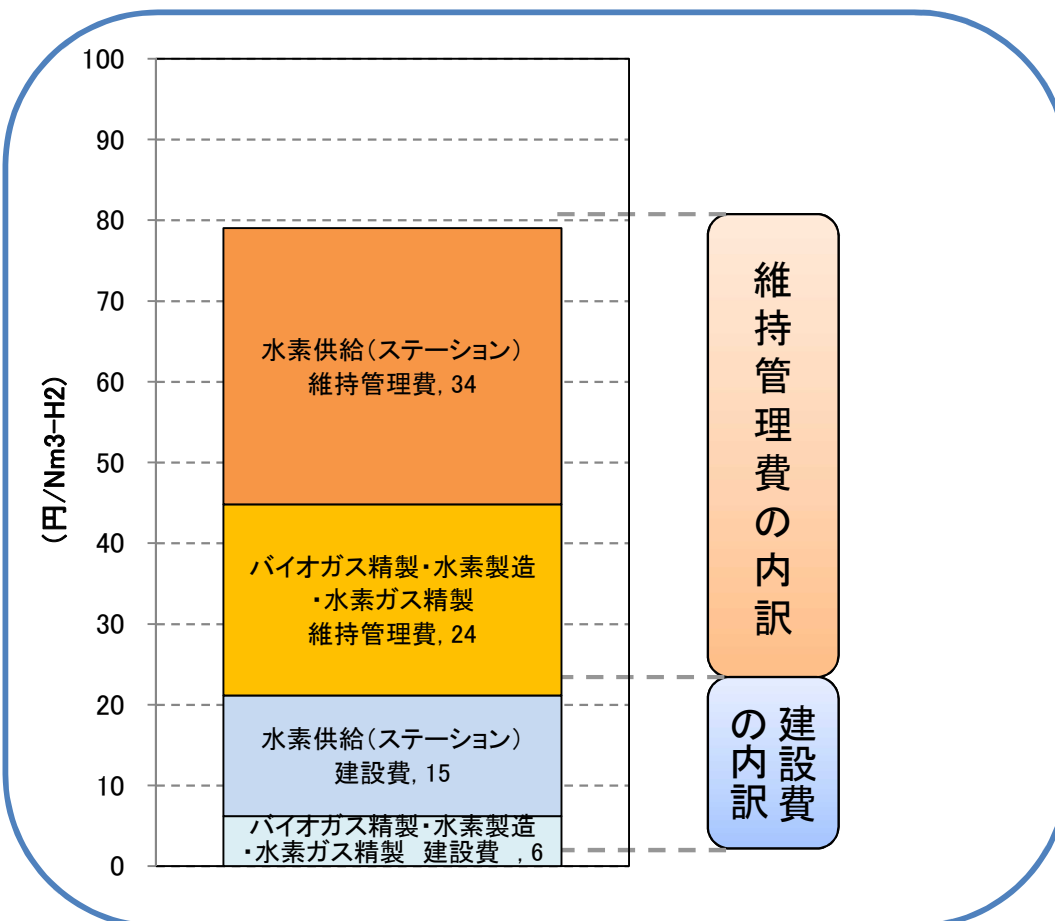 100
90
80
70
60
50
40
30
20
10
0
(円/Nm3-H2)
水素供給(ステーション)
維持管理費, 34
バイオガス精製・水素製造
・水素ガス精製
維持管理費, 24
水素供給(ステーション)
建設費, 15
バイオガス精製・水素製造
・水素ガス精製 建設費 , 6
維持管理費の内訳
建設費
の内訳